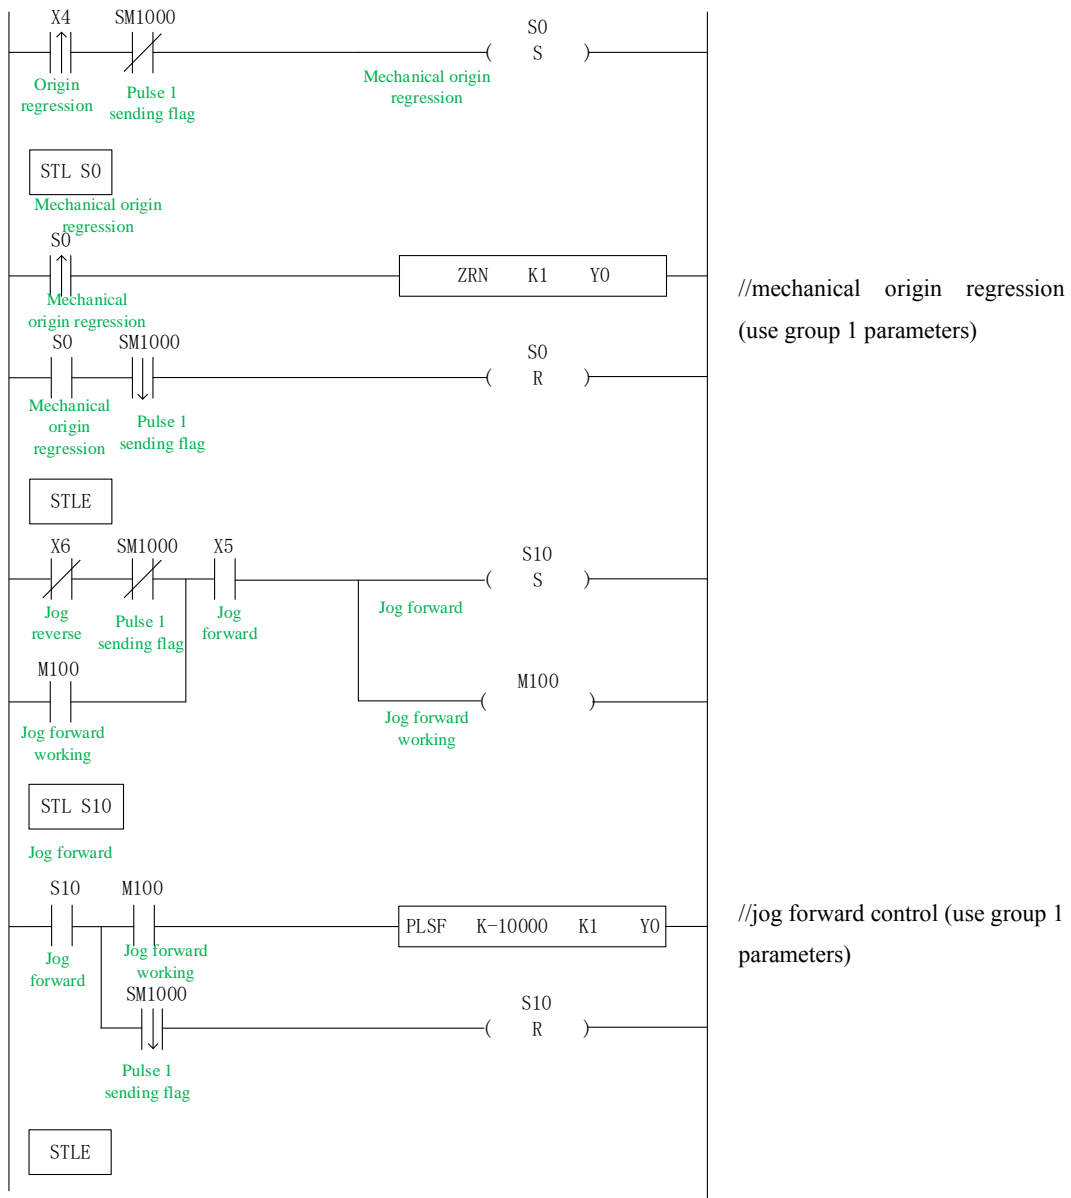 X4 SM1000 S0
( S )
Origin
regression
Pulse 1
sending flag
Mechanical origin
regression
STL S0
Mechanical origin
regression
S0
ZRN K1 Y0
Mechanical
origin regression
//mechanical origin regression
(use group 1 parameters)
S0 SM1000 S0
( R )
Mechanical
origin
regression
Pulse 1
sending flag
STLE
X6 SM1000 X5 S10
( S )
Jog
reverse
Pulse 1
sending flag
Jog
forward
Jog forward
M100 M100
( )
Jog forward
working
Jog forward
working
STL S10
Jog forward
S10 M100
PLSF K-10000 K1 Y0
Jog
forward
Jog forward
working
//jog forward control (use group 1
parameters)
SM1000 S10
( R )
Pulse 1
sending flag
STLE